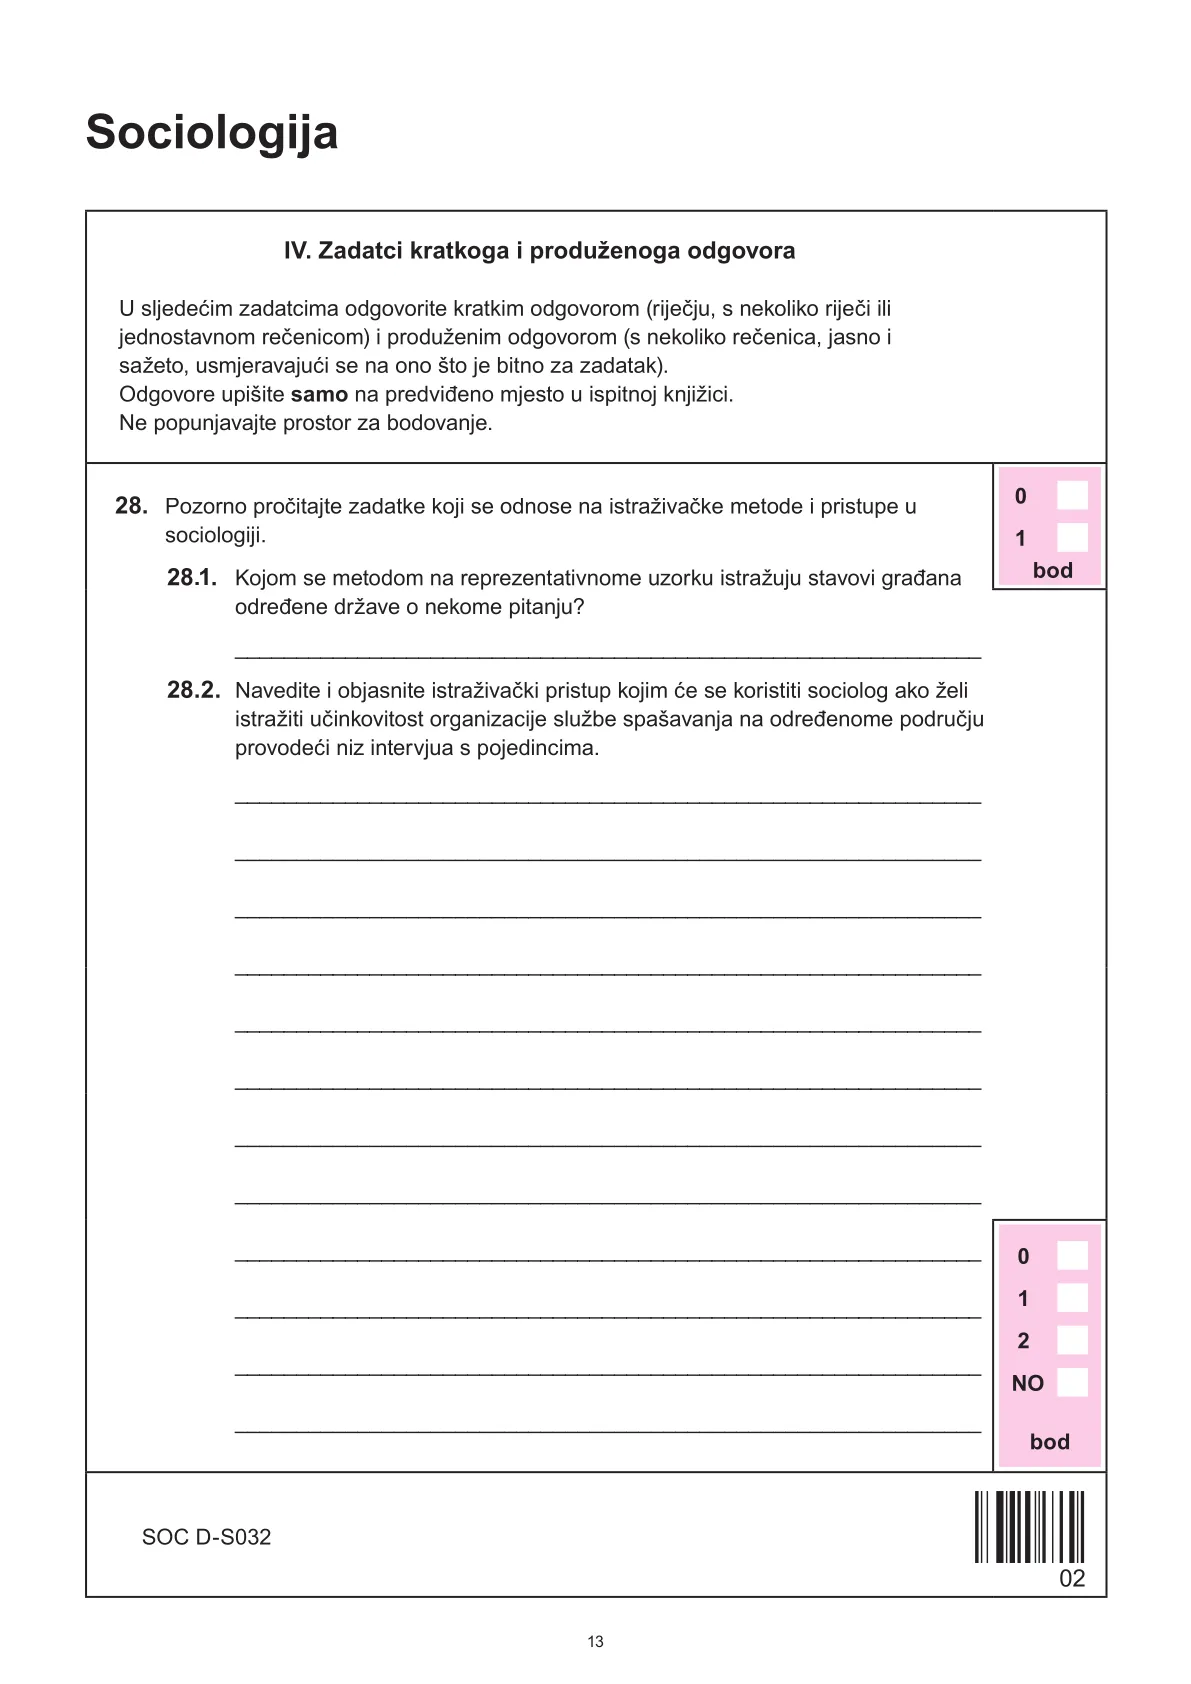 Sociologija
IV. Zadatci kratkoga i produženoga odgovora
U sljedećim zadatcima odgovorite kratkim odgovorom (riječju, s nekoliko riječi ili
jednostavnom rečenicom) i produženim odgovorom (s nekoliko rečenica, jasno i
sažeto, usmjeravajući se na ono što je bitno za zadatak).
Odgovore upišite samo na predviđeno mjesto u ispitnoj knjižici.
Ne popunjavajte prostor za bodovanje.
28. Pozorno pročitajte zadatke koji se odnose na istraživačke metode i pristupe u
sociologiji.
0
1
bod
28.1. Kojom se metodom na reprezentativnome uzorku istražuju stavovi građana
određene države o nekome pitanju?
28.2. Navedite i objasnite istraživački pristup kojim će se koristiti sociolog ako želi
istražiti učinkovitost organizacije službe spašavanja na određenome području
provodeći niz intervjua s pojedincima.
0
1
2
NO
bod
SOC D-S032
02
13